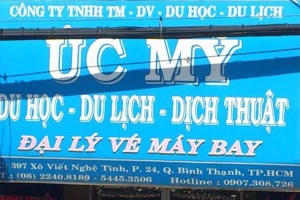 CÔNG TY TNHH TM - DV . DU HỌC - DU LỊCH
ÚC MỸ
DU HỌC - DU LỊCH - DỊCH THUẬT
ĐẠI LÝ VÉ MÁY BAY
: 397 Xô Viết Nghệ Tĩnh, P. 24, Q. Bình Thạnh, TP.HCM
: (08) 2240.8189 - 5445.3506 Hotline : 0907.308.726